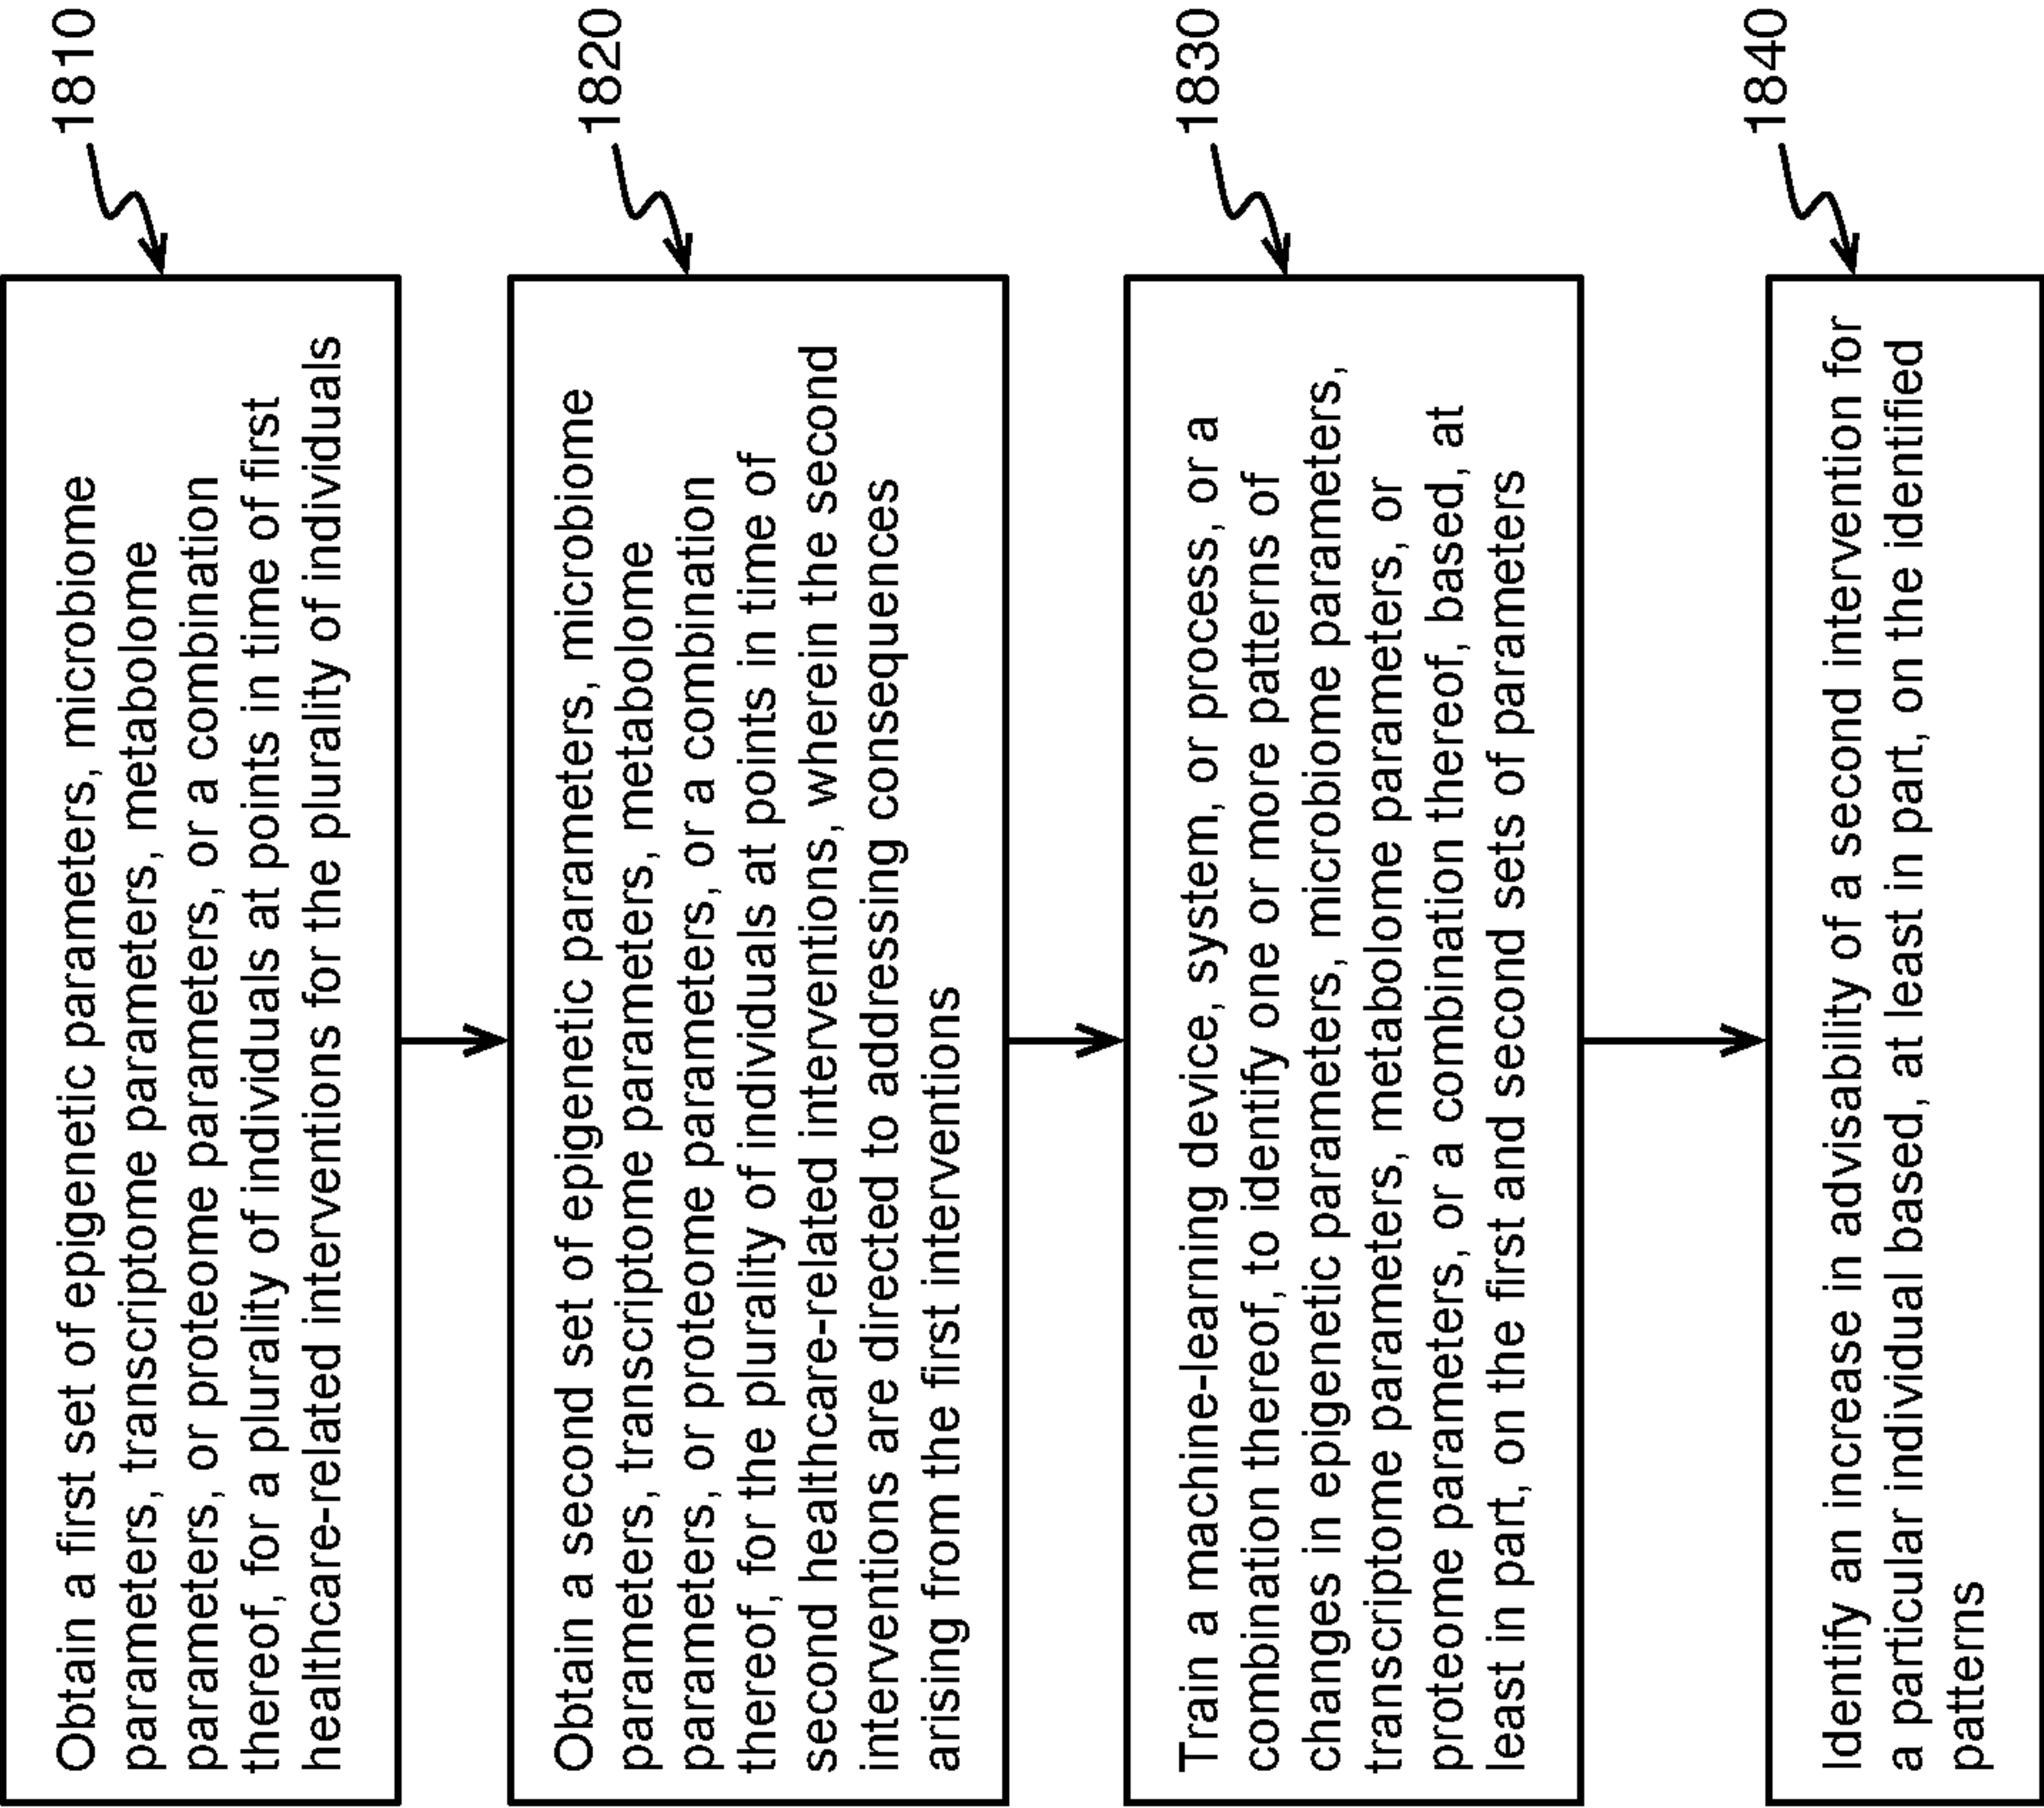 Obtain a first set of epigenetic parameters, microbiome
parameters, transcriptome parameters, metabolome
parameters, or proteome parameters, or a combination
thereof, for a plurality of individuals at points in time of first
healthcare-related interventions for the plurality of individuals
1810
Obtain a second set of epigenetic parameters, microbiome
parameters, transcriptome parameters, metabolome
parameters, or proteome parameters, or a combination
thereof, for the plurality of individuals at points in time of
second healthcare-related interventions, wherein the second
interventions are directed to addressing consequences
arising from the first interventions
1820
Train a machine-learning device, system, or process, or a
combination thereof, to identify one or more patterns of
changes in epigenetic parameters, microbiome parameters,
transcriptome parameters, metabolome parameters, or
proteome parameters, or a combination thereof, based, at
least in part, on the first and second sets of parameters
1830
Identify an increase in advisability of a second intervention for
a particular individual based, at least in part, on the identified
patterns
1840